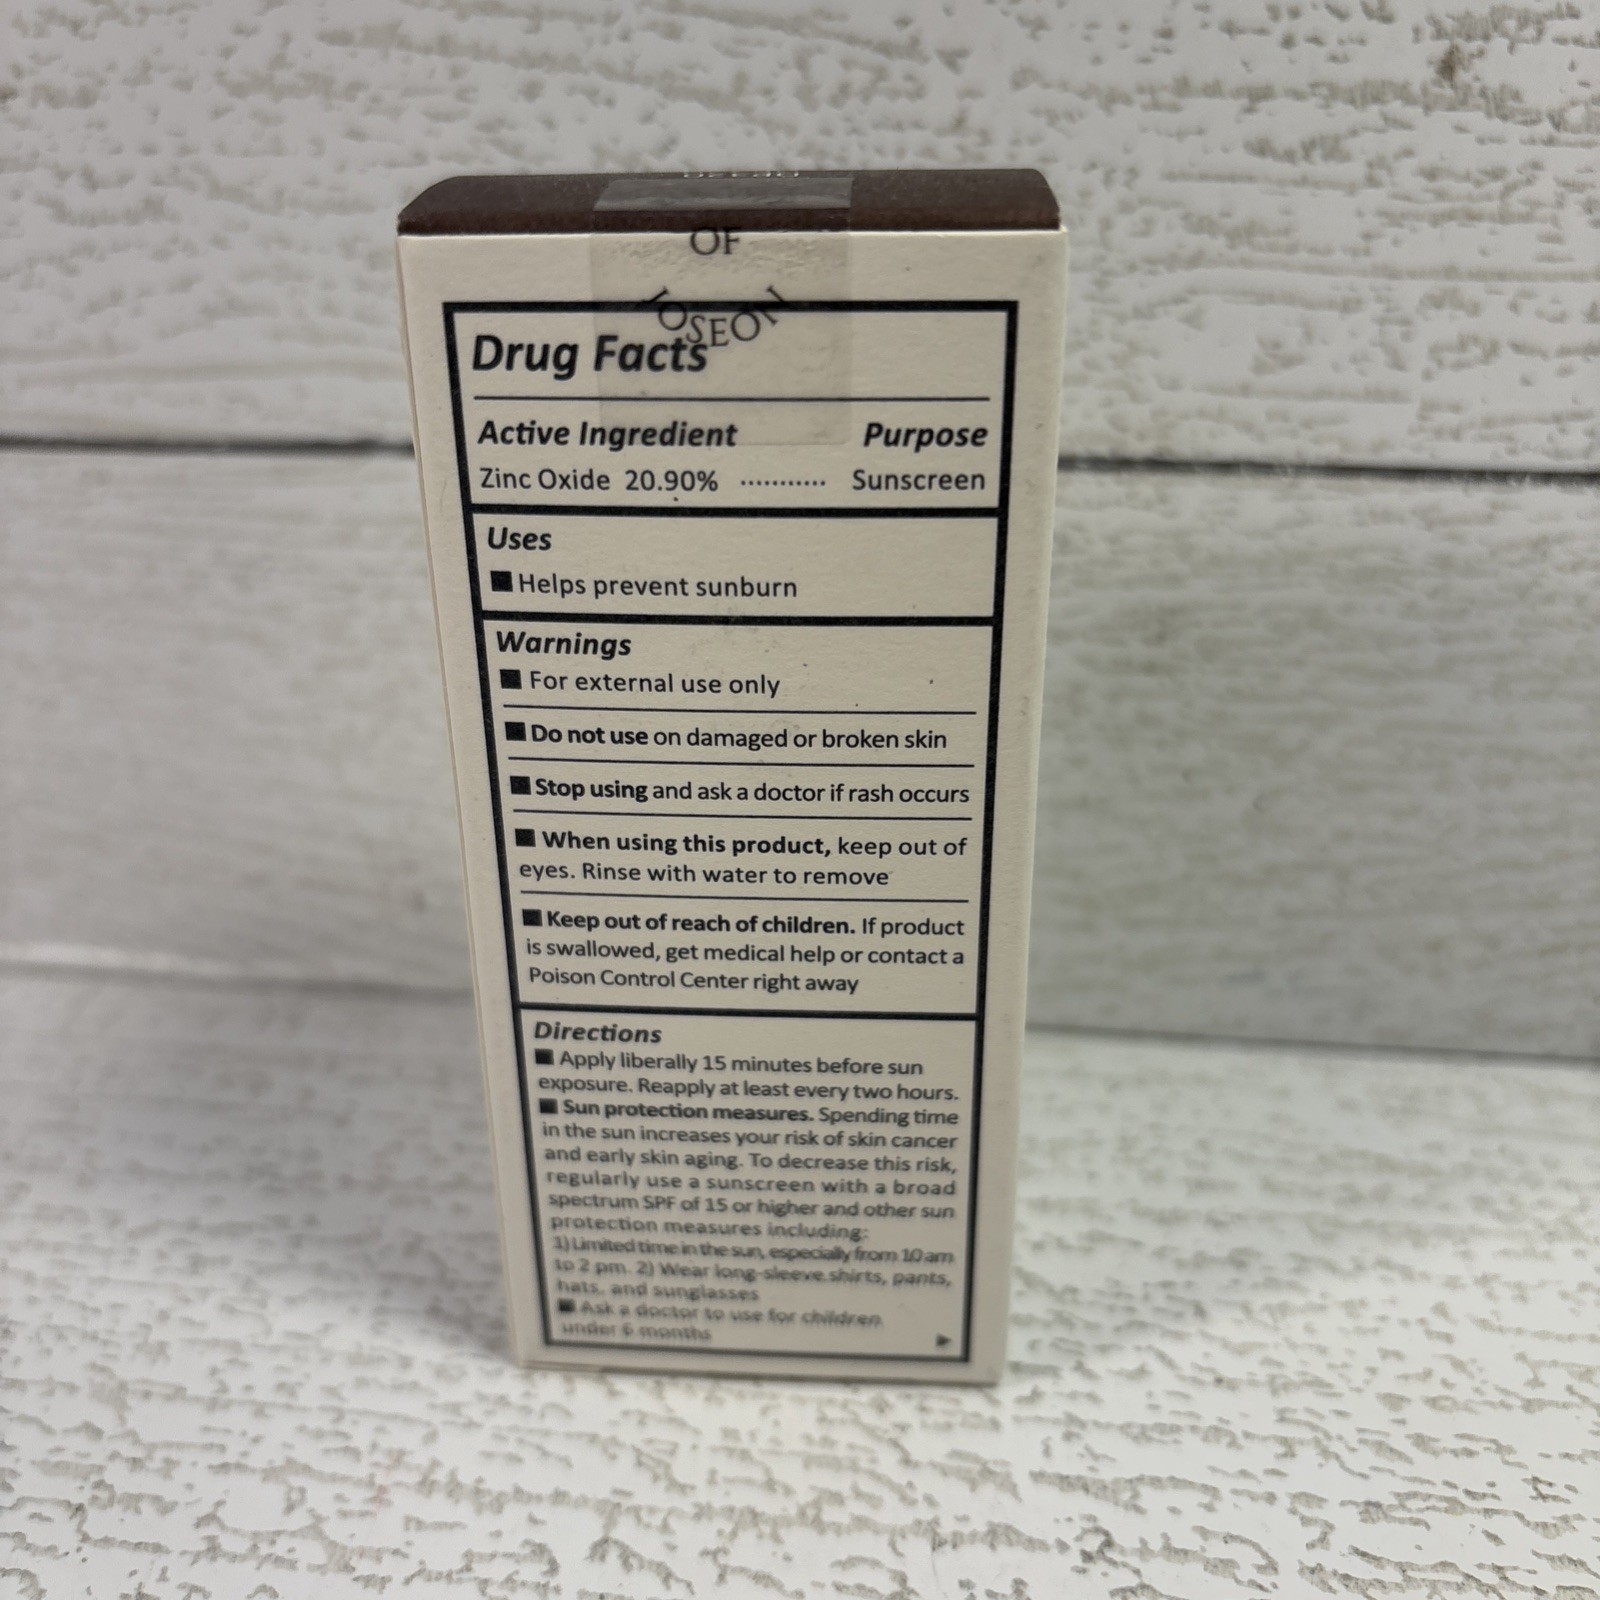 OF
JOSEON
Drug Facts
Active Ingredient Purpose
Zinc Oxide 20.90% ··········· Sunscreen
Uses
■ Helps prevent sunburn
Warnings
■ For external use only
■ Do not use on damaged or broken skin
■ Stop using and ask a doctor if rash occurs
■ When using this product, keep out of
eyes. Rinse with water to remove
■ Keep out of reach of children. If product
is swallowed, get medical help or contact a
Poison Control Center right away
Directions
■ Apply liberally 15 minutes before sun
exposure. Reapply at least every two hours.
■ Sun protection measures. Spending time
in the sun increases your risk of skin cancer
and early skin aging. To decrease this risk,
regularly use a sunscreen with a broad
spectrum SPF of 15 or higher and other sun
protection measures including:
1) Limited time in the sun, especially from 10 am
to 2 pm. 2) Wear long-sleeve shirts, pants,
hats, and sunglasses
■ Ask a doctor to use for children
under 6 months